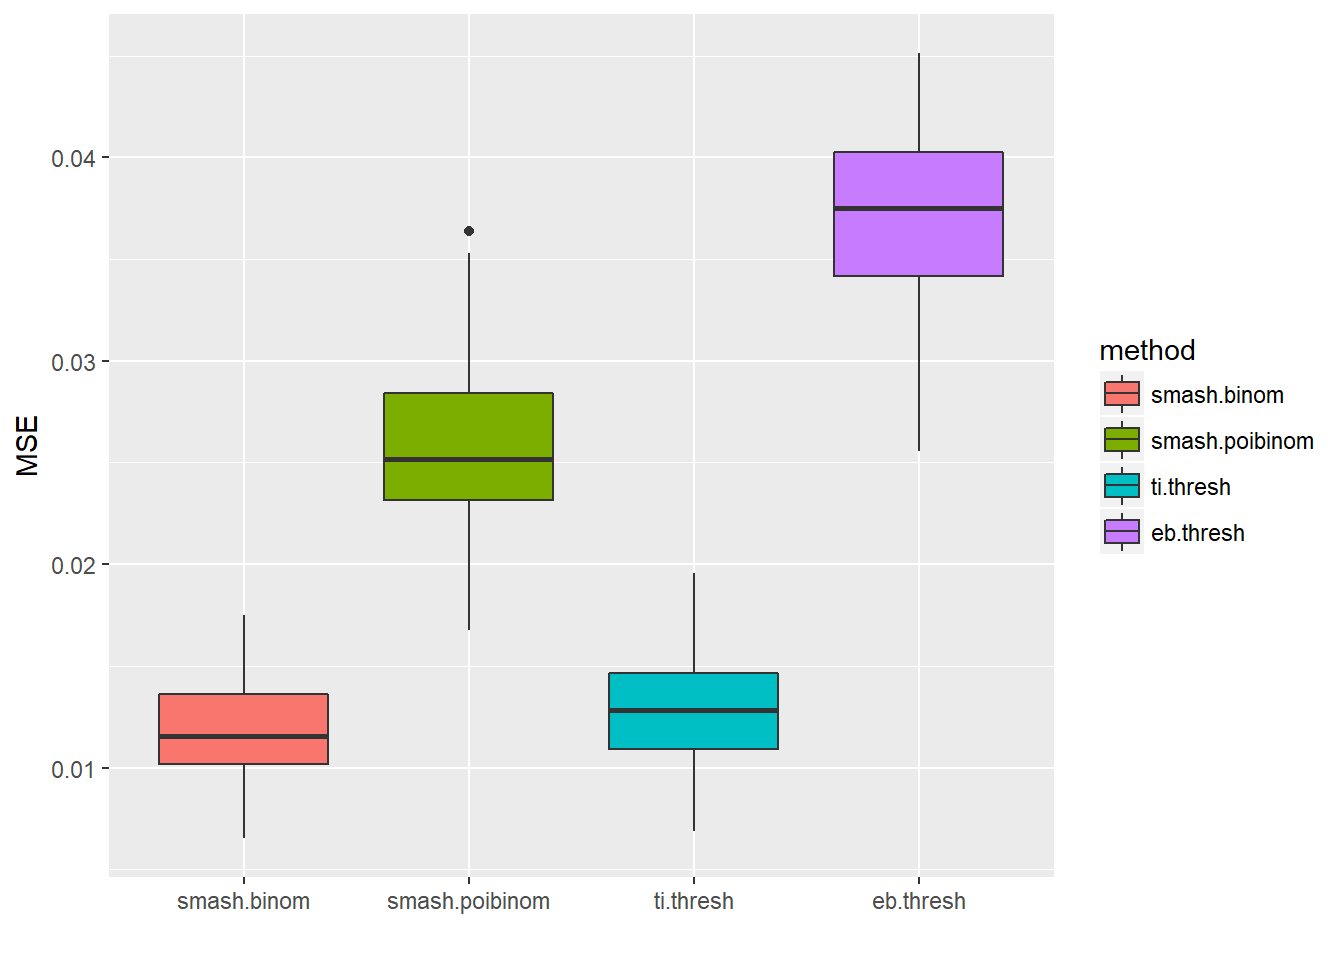 MSE
0.04
0.03
0.02
0.01
smash.binom
smash.poibinom
ti.thresh
eb.thresh
method
smash.binom
smash.poibinom
ti.thresh
eb.thresh